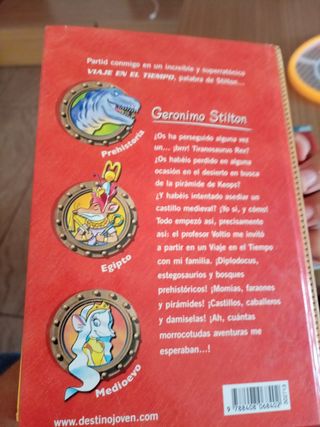 Partid conmigo en un increíble y superratónico
VIAJE EN EL TIEMPO, palabra de Stilton...
Geronimo Stilton
¿Os ha perseguido alguna vez
un... ¡brrr! Tiranosaurus Rex?
¿Os habéis perdido en alguna
ocasión en el desierto en busca
de la pirámide de Keops?
¿Y habéis intentado asediar un
castillo medieval? ¡Yo sí, y cómo!
Todo empezó así, precisamente
así: el profesor Voltio me invitó
a partir en un Viaje en el Tiempo
con mi familia. ¡Diplodocus,
estegosaurios y bosques
prehistóricos! ¡Momias, faraones
y pirámides! ¡Castillos, caballeros
y damiselas! ¡Ah, cuántas
morrocotudas aventuras me
esperaban...!
Prehistoria
Egipto
Medioevo
www.destinojoven.com
9 788408 068402